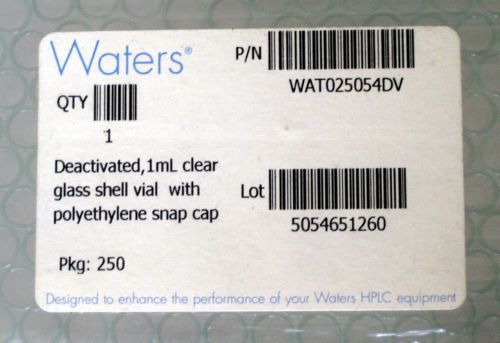 Waters®
P/N
WAT025054DV
QTY
1
Deactivated,1mL clear
glass shell vial with
polyethylene snap cap
Lot
5054651260
Pkg: 250
Designed to enhance the performance of your Waters HPLC equipment